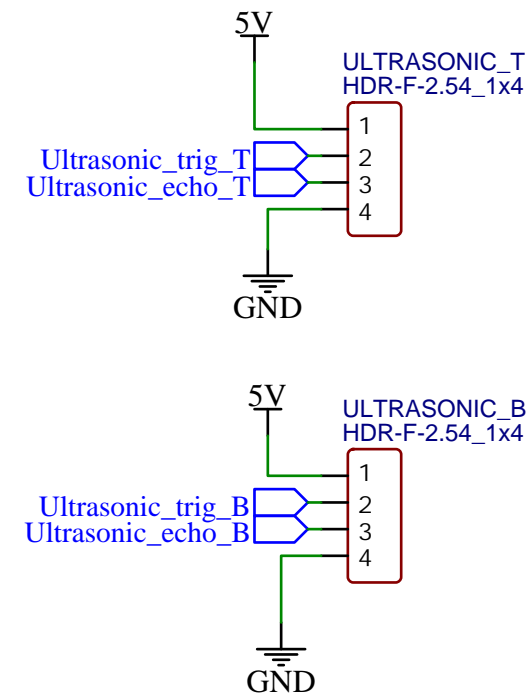 5V
ULTRASONIC_T
HDR-F-2.54_1x4
1
Ultrasonic_trig_T
2
Ultrasonic_echo_T
3
4
GND
5V
ULTRASONIC_B
HDR-F-2.54_1x4
1
Ultrasonic_trig_B
2
Ultrasonic_echo_B
3
4
GND